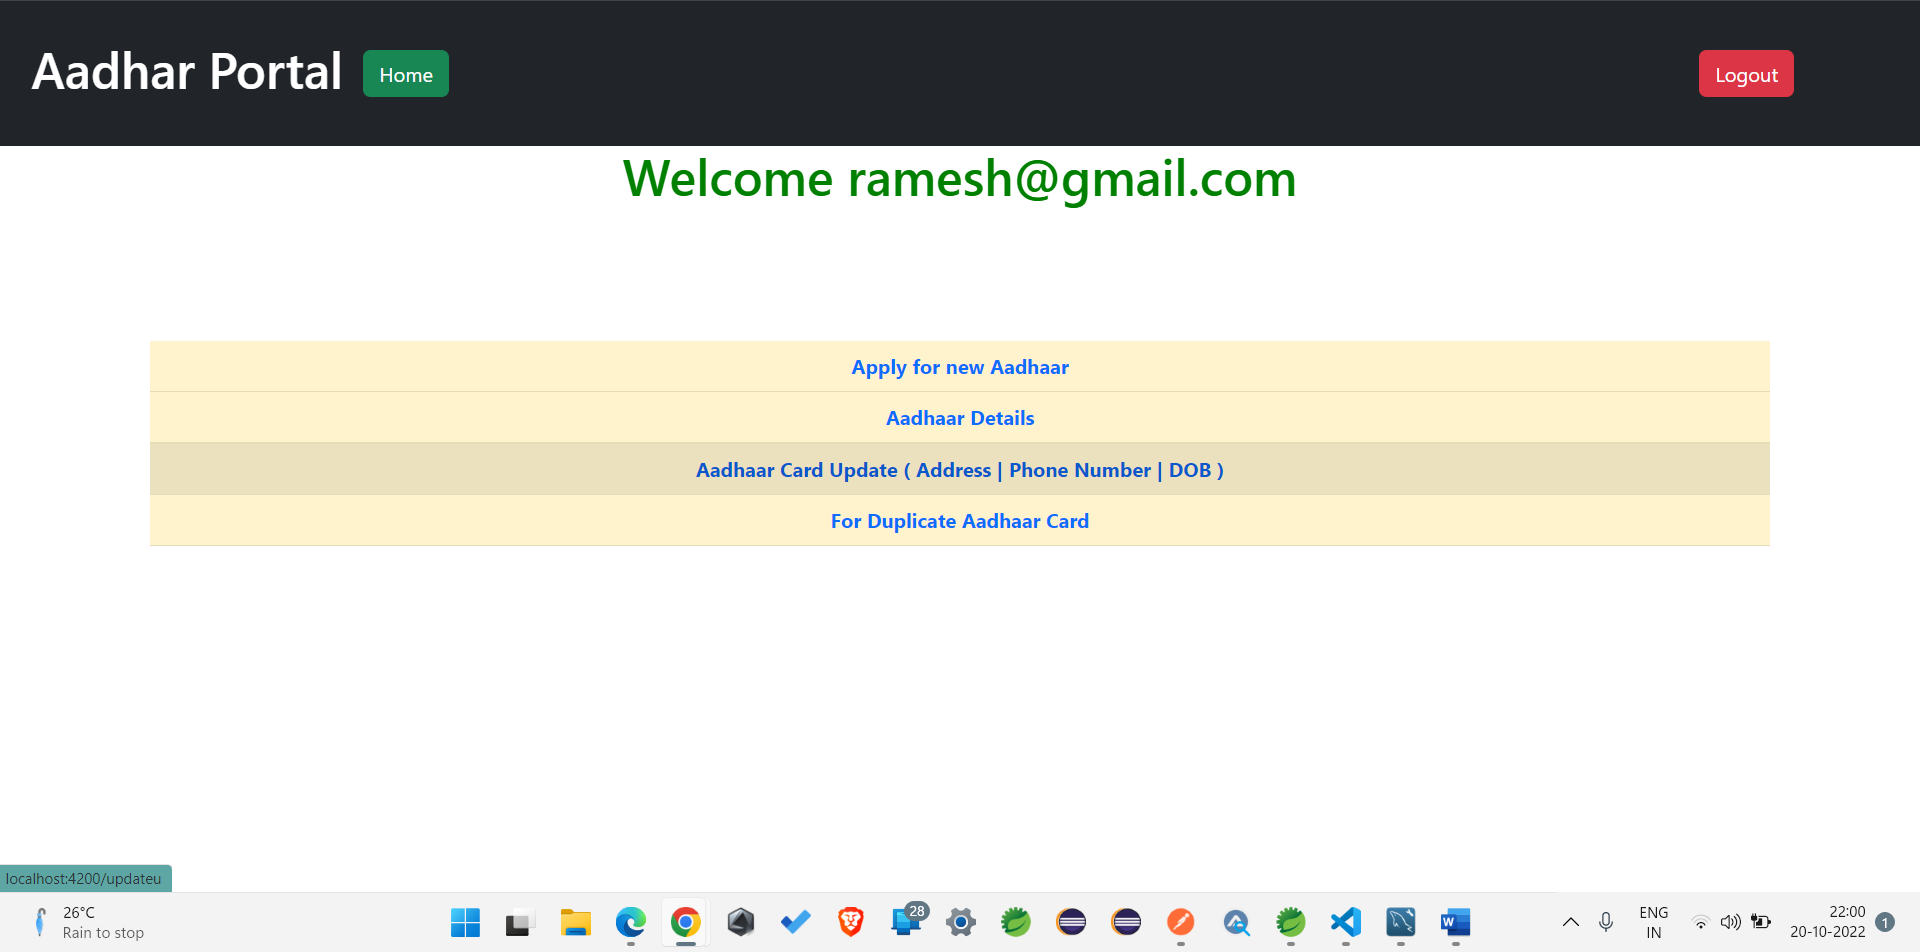 Aadhar Portal Home Logout
Welcome ramesh@gmail.com
Apply for new Aadhaar
Aadhaar Details
Aadhaar Card Update ( Address | Phone Number | DOB )
For Duplicate Aadhaar Card
localhost:4200/updateu
26°C
Rain to stop
28
W
ENG
IN
22:00
20-10-2022
1